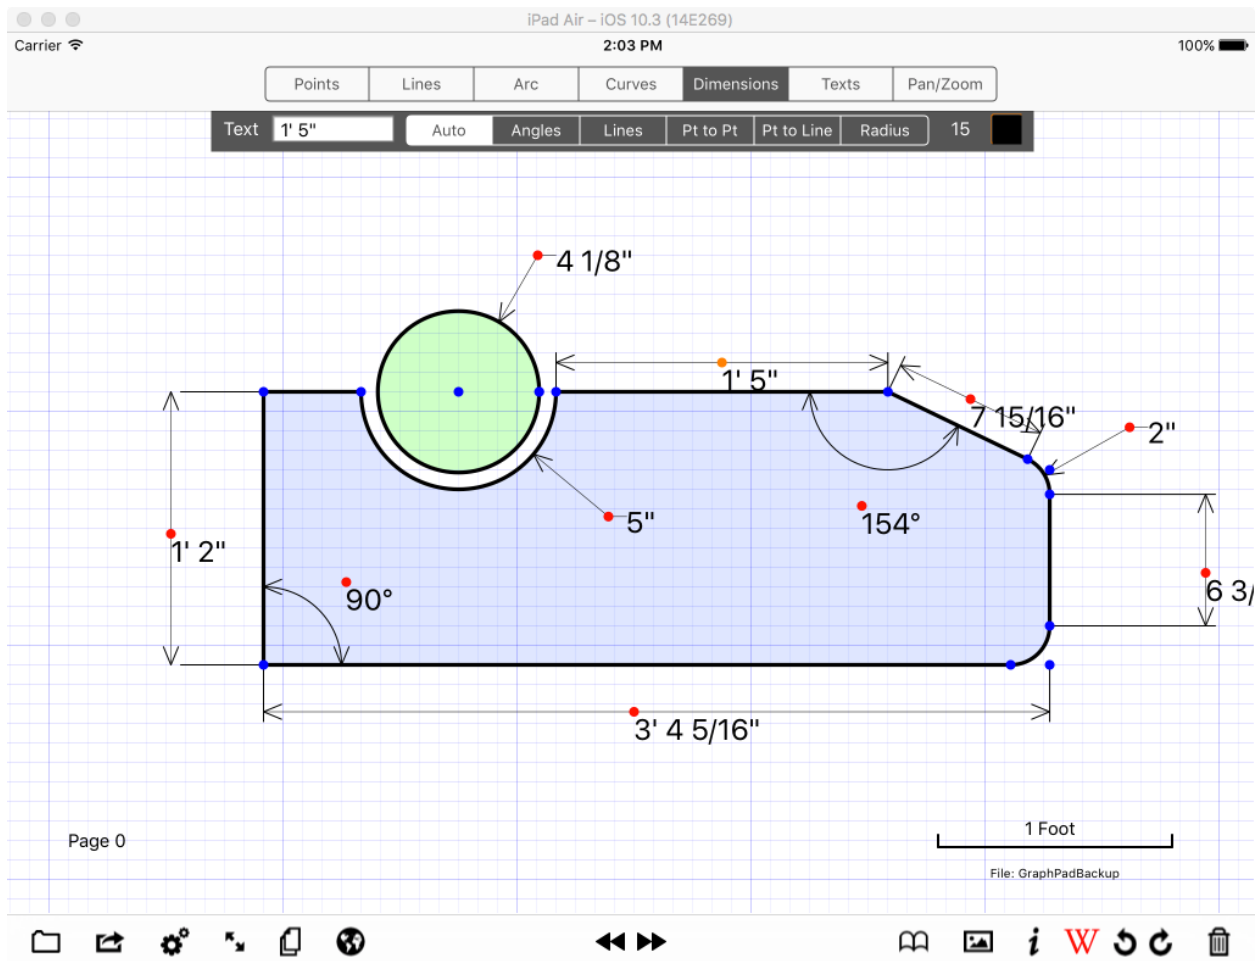 iPad Air – iOS 10.3 (14E269)
Carrier 2:03 PM 100%
Points Lines Arc Curves Dimensions Texts Pan/Zoom
Text 1' 5" Auto Angles Lines Pt to Pt Pt to Line Radius 15
4 1/8"
1' 5"
7 15/16"
2"
5"
154°
1' 2"
90°
6 3/
3' 4 5/16"
1 Foot
Page 0
File: GraphPadBackup
i W